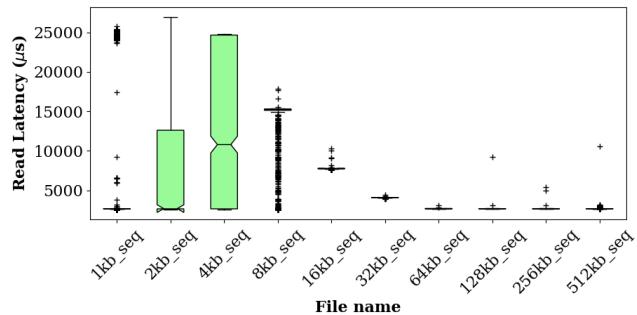 Read Latency (μs)
25000
20000
15000
10000
5000
1kb_seq
2kb_seq
4kb_seq
8kb_seq
16kb_seq
32kb_seq
64kb_seq
128kb_seq
256kb_seq
512kb_seq
File name